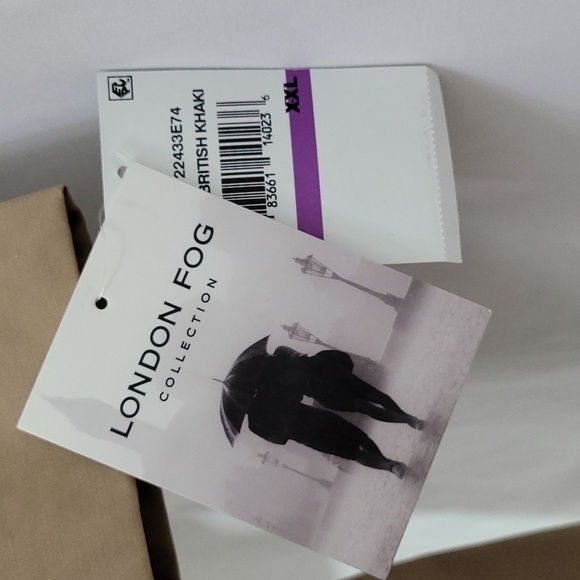 22433E74
BRITISH KHAKI
83661 14023 6
XXL
LONDON FOG
COLLECTION